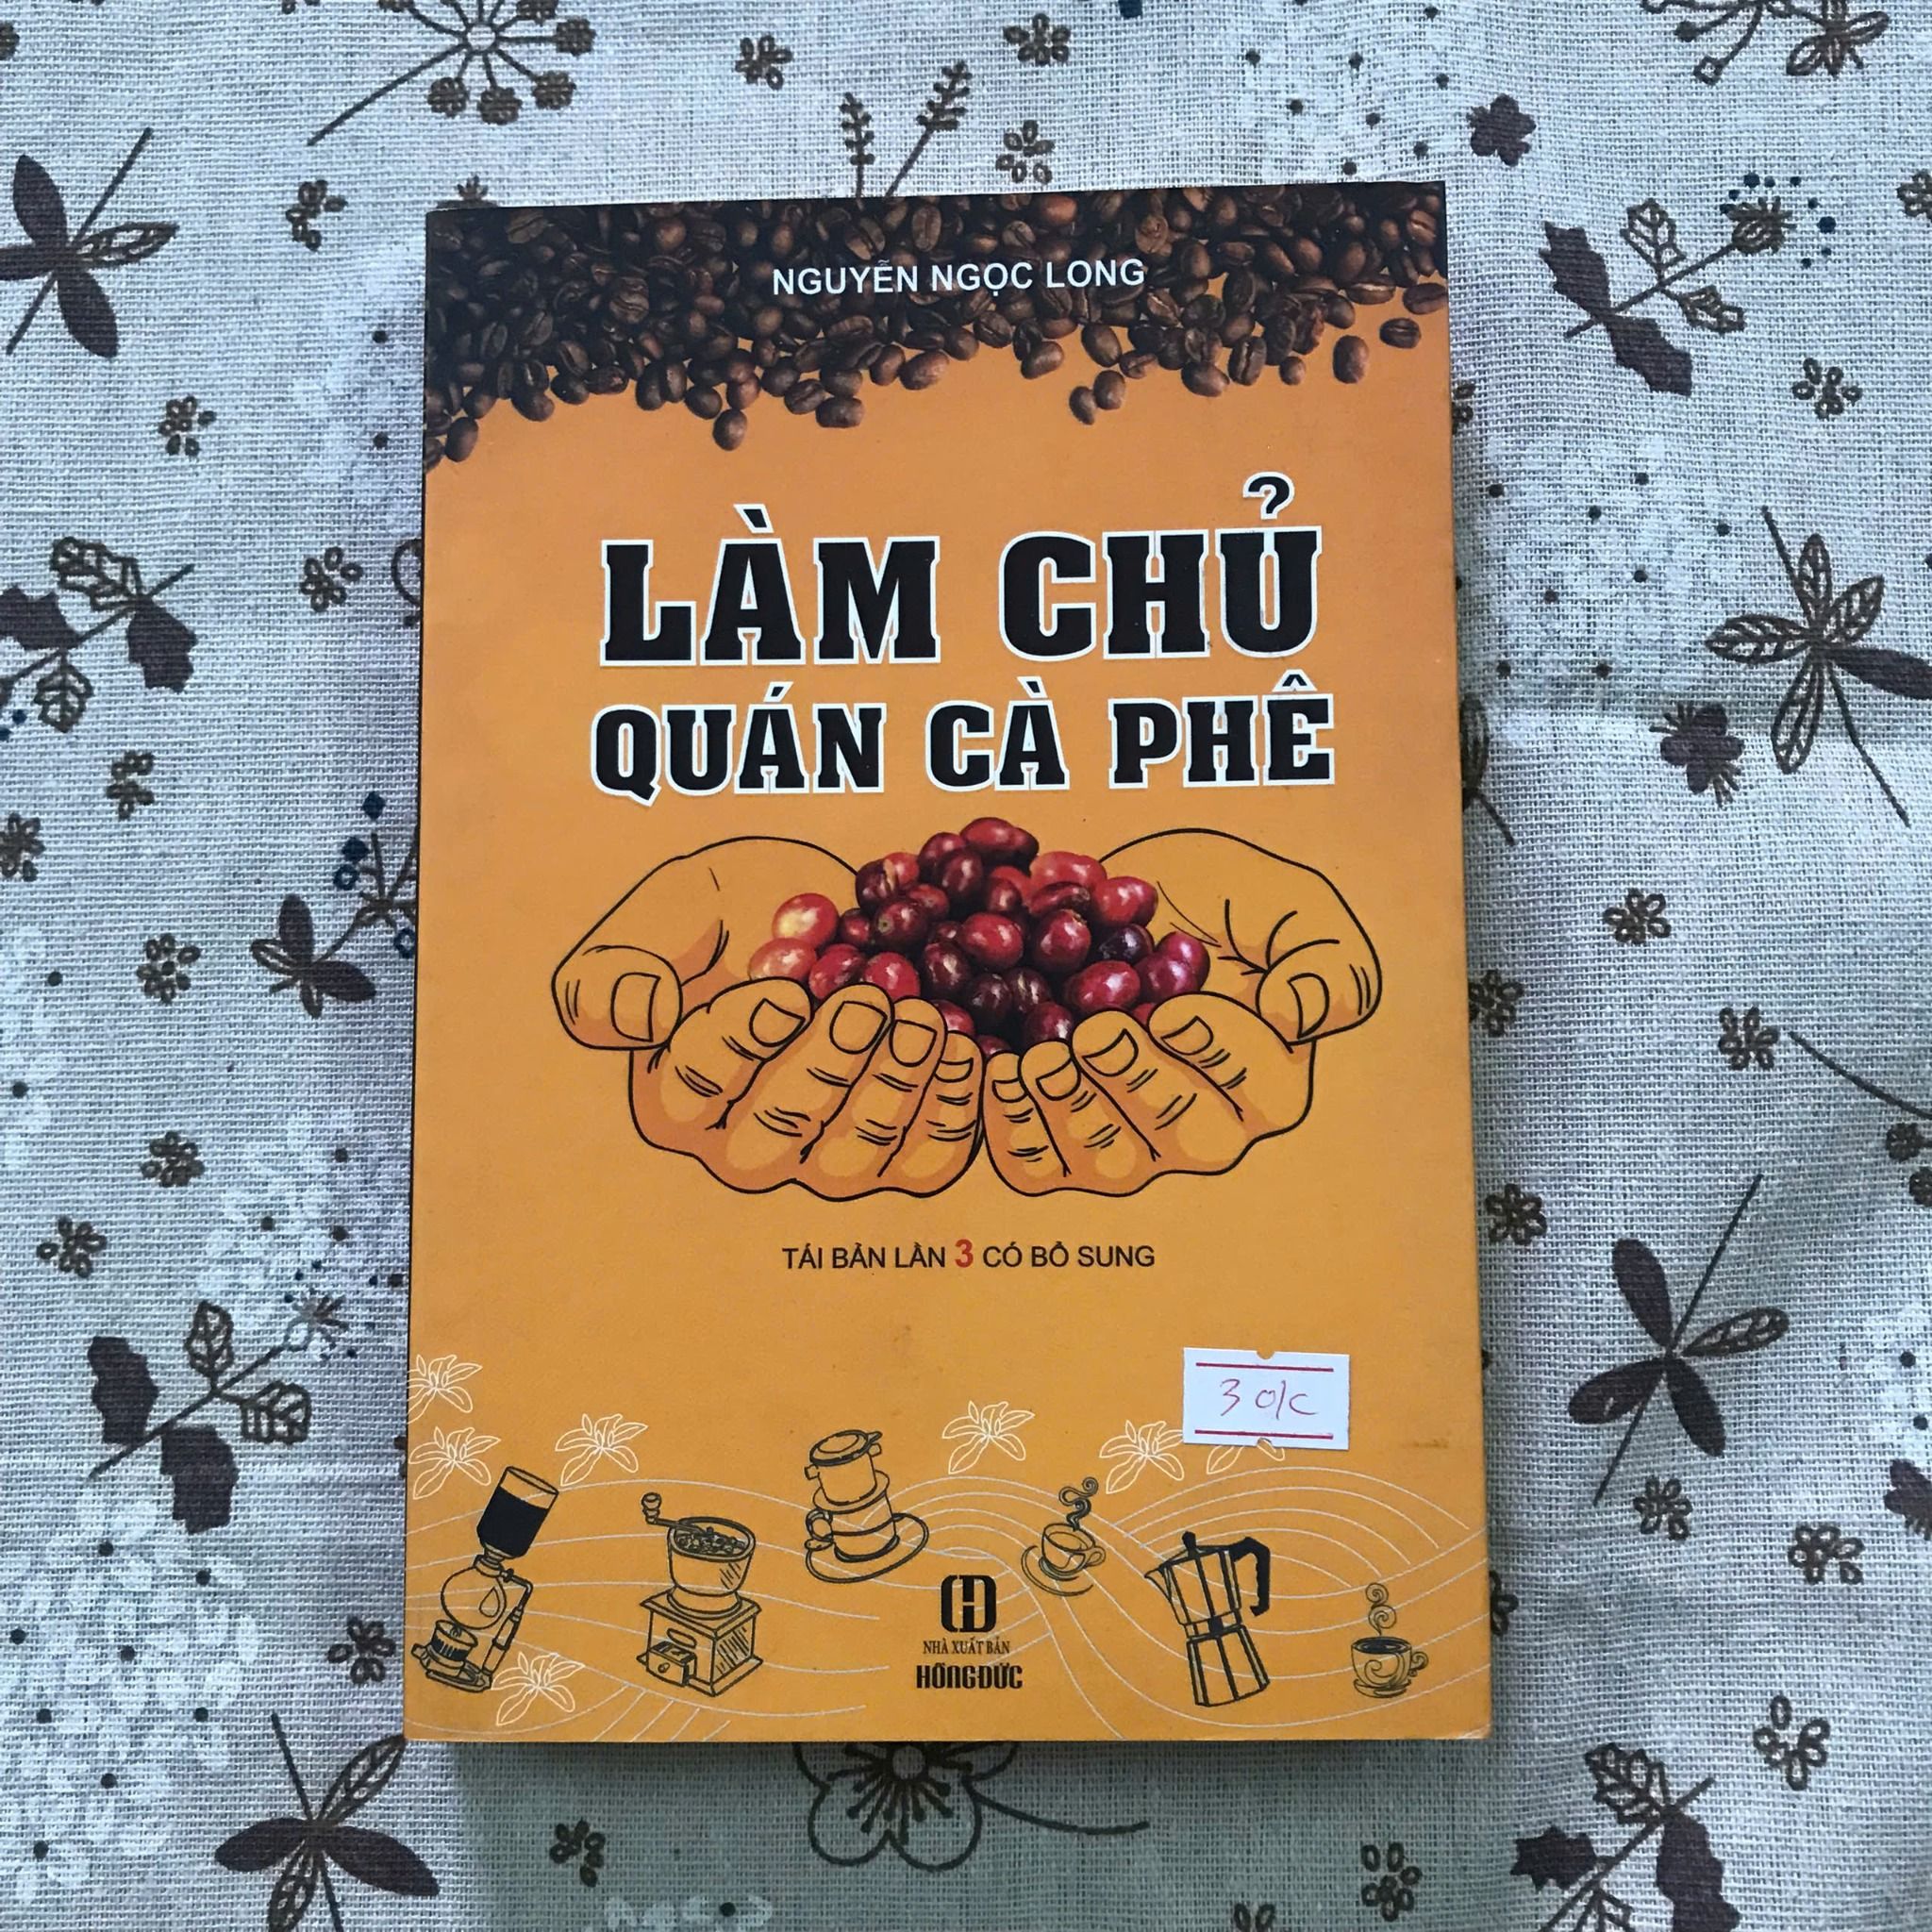 NGUYỄN NGỌC LONG
LÀM CHỦ
QUÁN CÀ PHÊ
TÁI BẢN LẦN 3 CÓ BỔ SUNG
30/c
NHÀ XUẤT BẢN
HỒNG ĐỨC